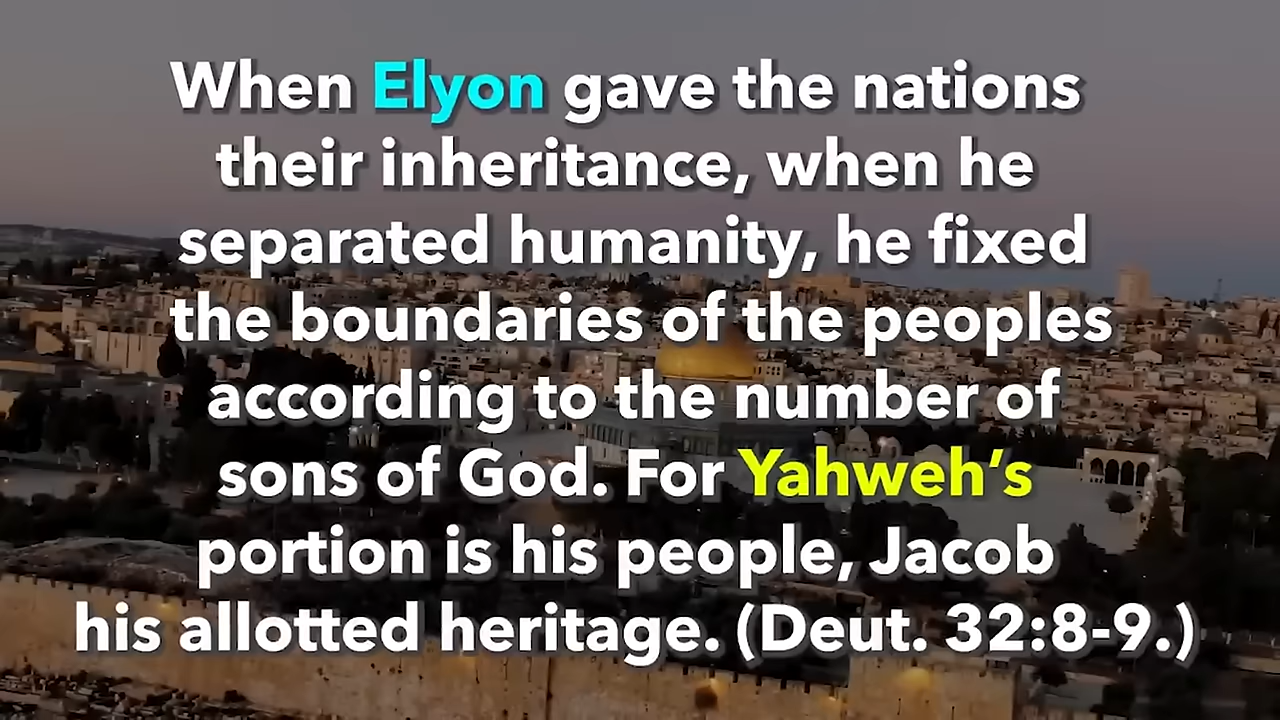 When Elyon gave the nations
their inheritance, when he
separated humanity, he fixed
the boundaries of the peoples
according to the number of
sons of God. For Yahweh’s
portion is his people, Jacob
his allotted heritage. (Deut. 32:8-9.)